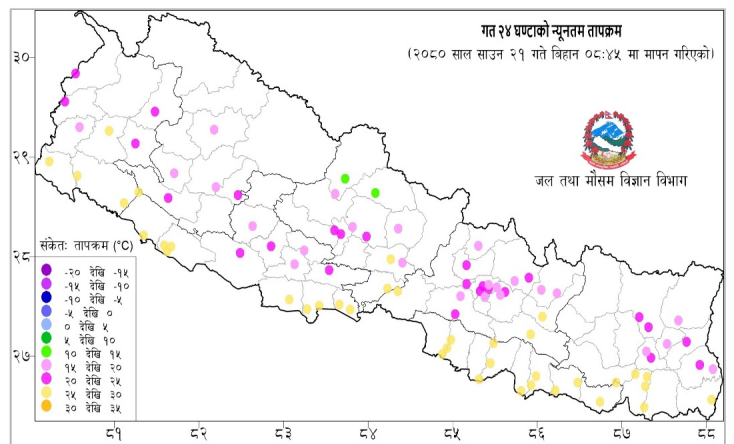 गत २४ घण्टाको न्यूनतम तापक्रम
(२०८० साल साउन २१ गते बिहान ०८:४५ मा मापन गरिएको)
जल तथा मौसम विज्ञान विभाग
३०
२९
२८
२७
संकेतः तापक्रम (°C)
-२० देखि -१५
-१५ देखि -१०
-१० देखि -५
-५ देखि ०
० देखि ५
५ देखि १०
१० देखि १५
१५ देखि २०
२० देखि २५
२५ देखि ३०
३० देखि ३५
८१ ८२ ८३ ८४ ८५ ८६ ८७ ८८